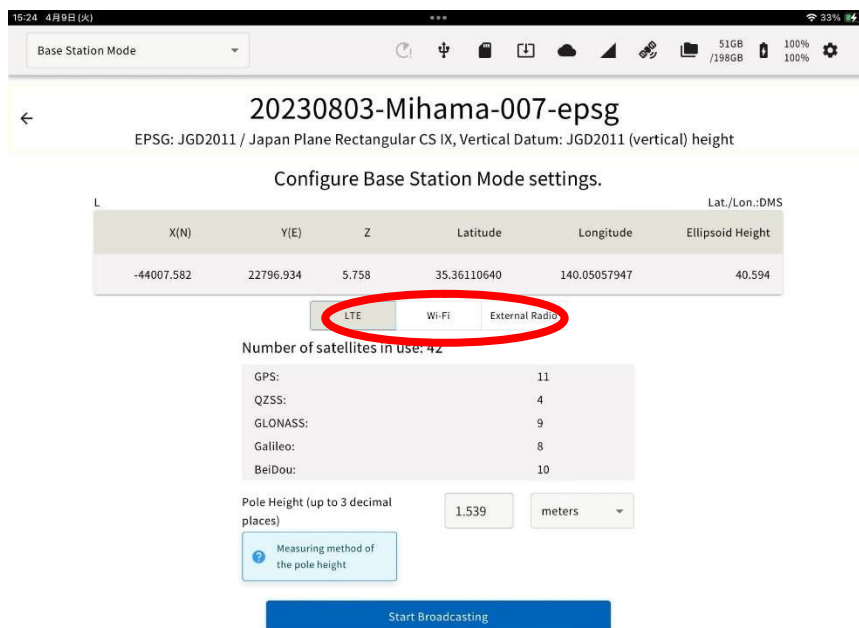 15:24 4月9日(火) 33%
Base Station Mode 51GB /198GB 100% 100%
20230803-Mihama-007-epsg
EPSG: JGD2011 / Japan Plane Rectangular CS IX, Vertical Datum: JGD2011 (vertical) height
Configure Base Station Mode settings.
L Lat./Lon.:DMS
X(N) Y(E) Z Latitude Longitude Ellipsoid Height
-44007.582 22796.934 5.758 35.36110640 140.05057947 40.594
LTE Wi-Fi External Radio
Number of satellites in use: 42
GPS: 11
QZSS: 4
GLONASS: 9
Galileo: 8
BeiDou: 10
Pole Height (up to 3 decimal
places) 1.539 meters
Measuring method of
the pole height
Start Broadcasting